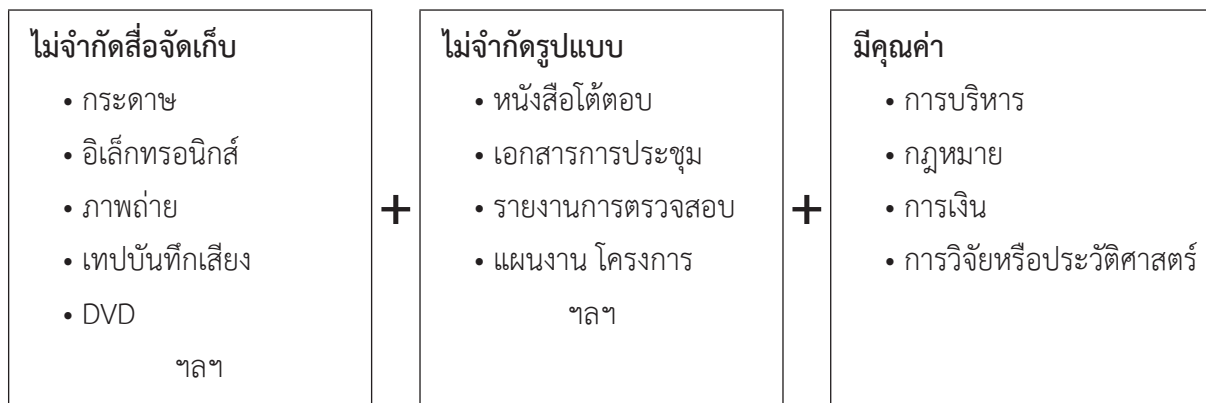 ไม่จำกัดสื่อจัดเก็บ
• กระดาษ
• อิเล็กทรอนิกส์
• ภาพถ่าย
• เทปบันทึกเสียง
• DVD
ฯลฯ
+
ไม่จำกัดรูปแบบ
• หนังสือโต้ตอบ
• เอกสารการประชุม
• รายงานการตรวจสอบ
• แผนงาน โครงการ
ฯลฯ
+
มีคุณค่า
• การบริหาร
• กฎหมาย
• การเงิน
• การวิจัยหรือประวัติศาสตร์